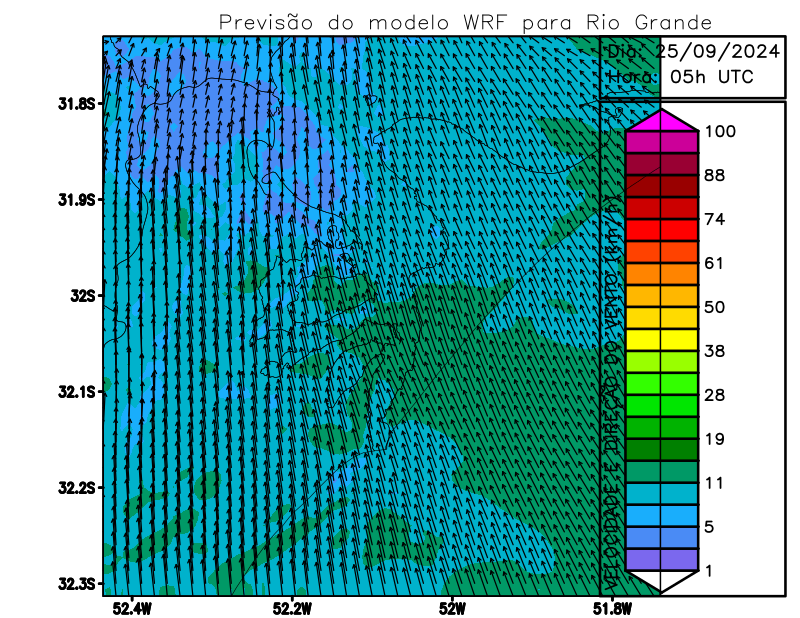 Previsão do modelo WRF para Rio Grande
Dia: 25/09/2024
Hora: 05h UTC
31.8S
31.9S
32S
32.1S
32.2S
32.3S
52.4W
52.2W
52W
51.8W
VELOCIDADE E DIREÇÃO DO VENTO (km/h)
100
88
74
61
50
38
28
19
11
5
1